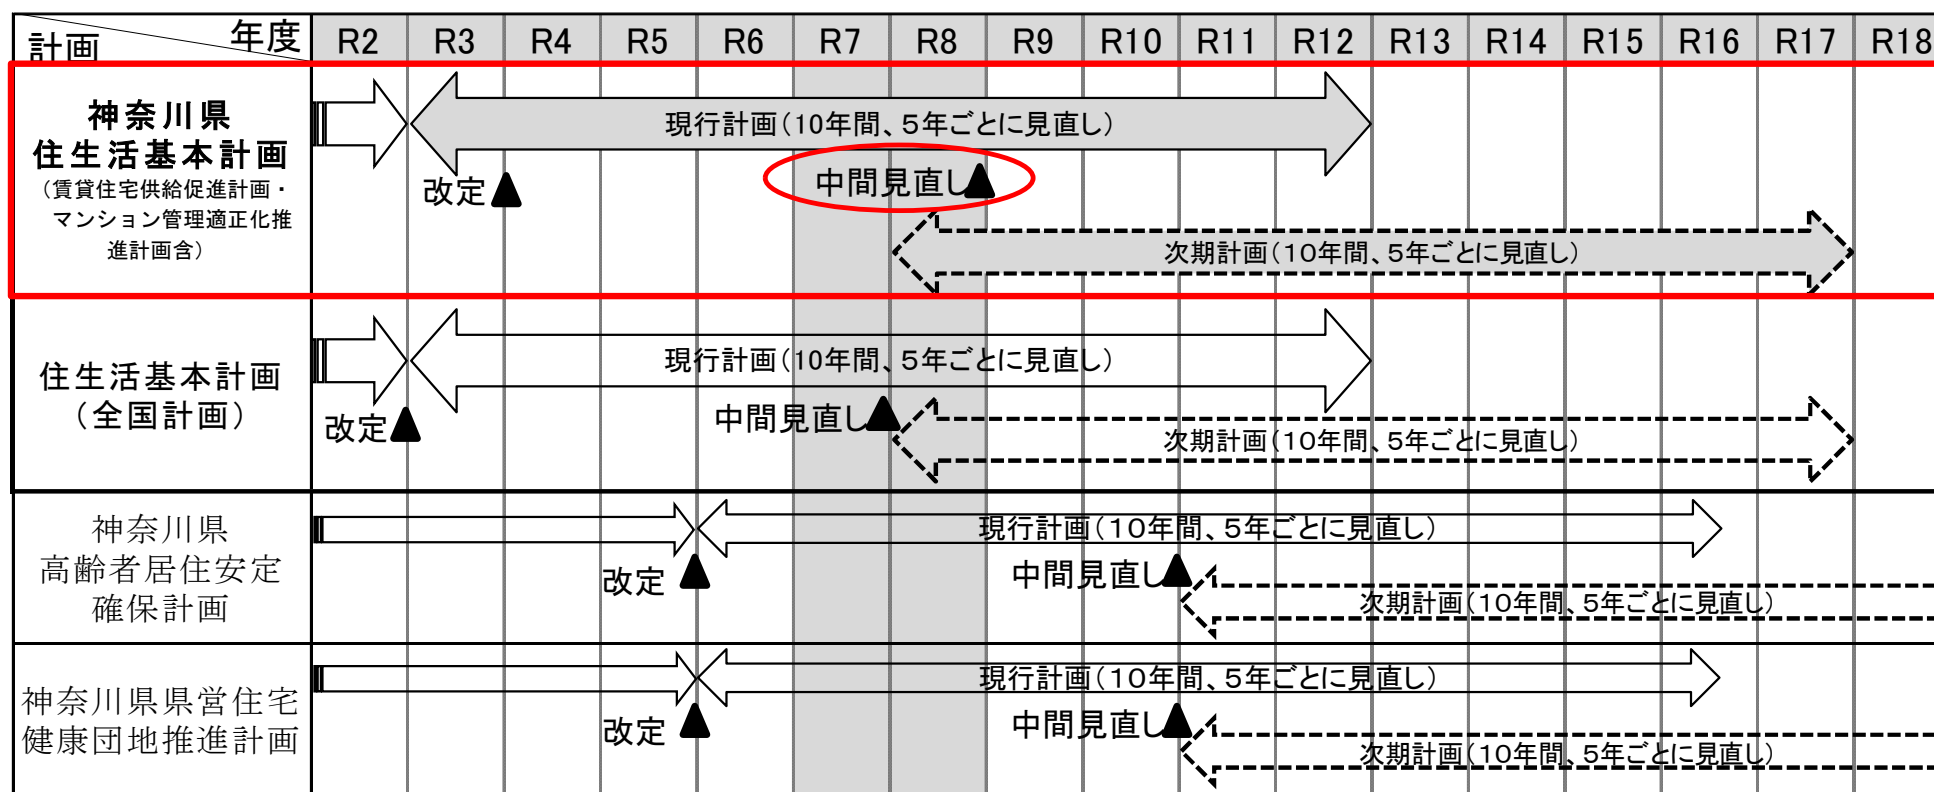 年度
計画
R2 R3 R4 R5 R6 R7 R8 R9 R10 R11 R12 R13 R14 R15 R16 R17 R18
神奈川県
住生活基本計画
（賃貸住宅供給促進計画・
マンション管理適正化推
進計画含）
現行計画（10年間、５年ごとに見直し）
改定▲
中間見直し▲
次期計画（10年間、５年ごとに見直し）
住生活基本計画
（全国計画）
現行計画（10年間、５年ごとに見直し）
改定▲
中間見直し▲
次期計画（10年間、５年ごとに見直し）
神奈川県
高齢者居住安定
確保計画
現行計画（１０年間、５年ごとに見直し）
改定▲
中間見直し▲
次期計画（１０年間、５年ごとに見直し）
神奈川県県営住宅
健康団地推進計画
現行計画（１０年間、５年ごとに見直し）
改定▲
中間見直し▲
次期計画（１０年間、５年ごとに見直し）